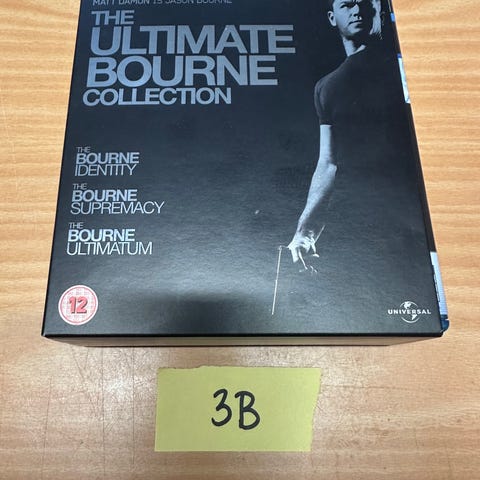 MATT DAMON IS JASON BOURNE
THE
ULTIMATE
BOURNE
COLLECTION
THE
BOURNE
IDENTITY
THE
BOURNE
SUPREMACY
THE
BOURNE
ULTIMATUM
12
UNIVERSAL
3B